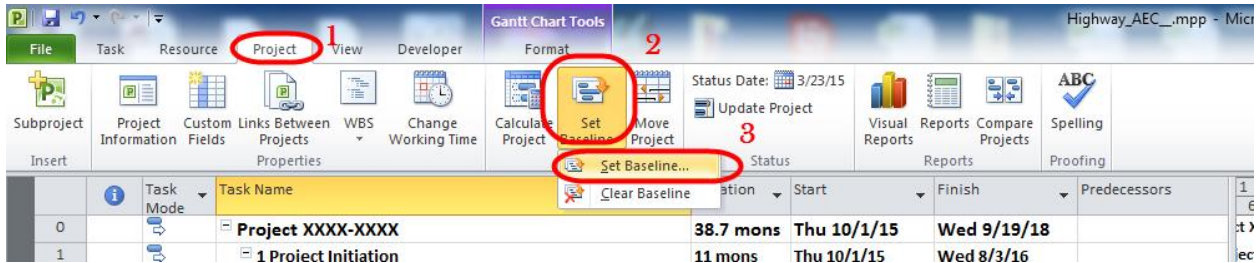 Gantt Chart Tools
Highway_AEC__.mpp - Micr
File Task Resource Project 1 View Developer Format 2
Subproject
Project Information
Custom Fields
Links Between Projects
WBS
Change Working Time
Calculate Project
Set Baseline
Move Project
Status Date: 3/23/15
Update Project
3
Visual Reports
Reports
Compare Projects
ABC
Spelling
Insert Properties Status Reports Proofing
Set Baseline...
Clear Baseline
Task Mode Task Name Start Finish Predecessors
0 Project XXXX-XXXX 38.7 mons Thu 10/1/15 Wed 9/19/18
1 1 Project Initiation 11 mons Thu 10/1/15 Wed 8/3/16